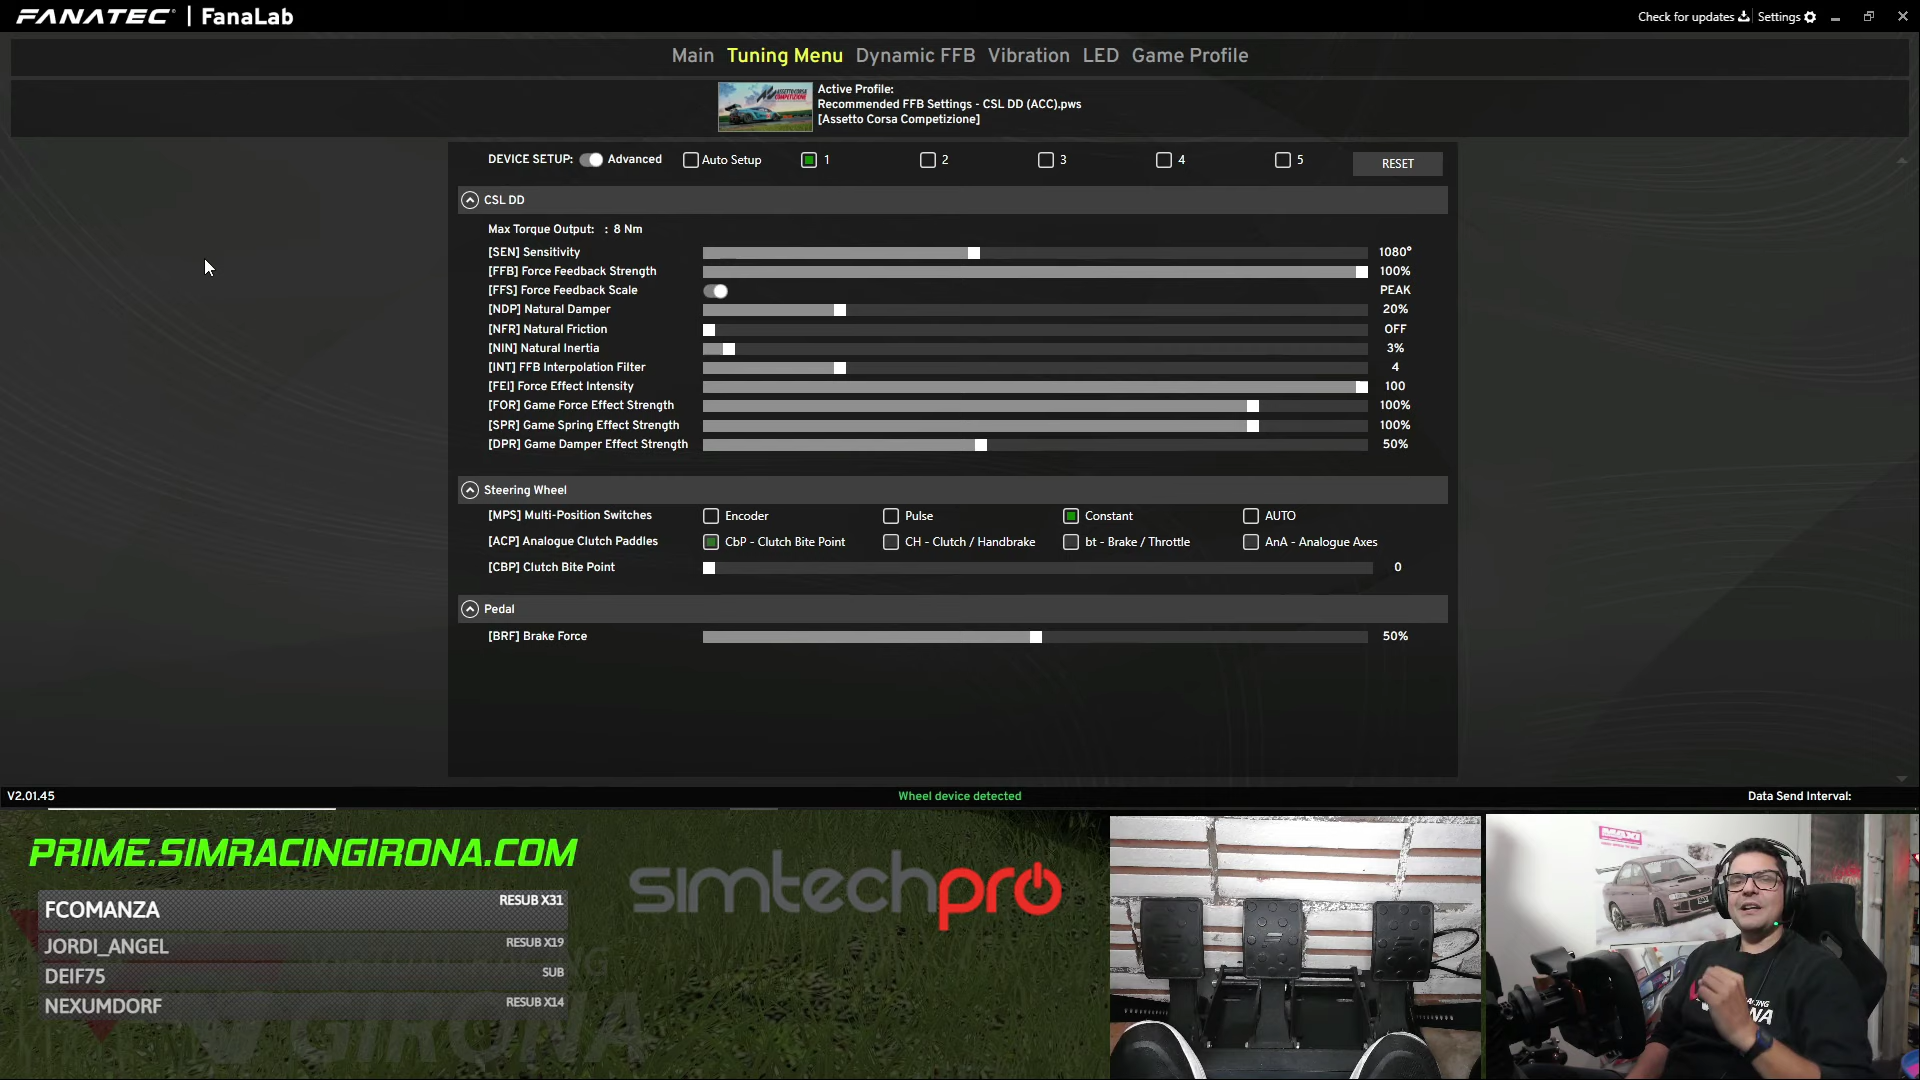 FANATEC | FanaLab
Check for updates Settings
Main Tuning Menu Dynamic FFB Vibration LED Game Profile
Active Profile:
Recommended FFB Settings - CSL DD (ACC).pws
[Assetto Corsa Competizione]
DEVICE SETUP: Advanced Auto Setup 1 2 3 4 5 RESET
CSL DD
Max Torque Output: : 8 Nm
[SEN] Sensitivity 1080°
[FFB] Force Feedback Strength 100%
[FFS] Force Feedback Scale PEAK
[NDP] Natural Damper 20%
[NFR] Natural Friction OFF
[NIN] Natural Inertia 3%
[INT] FFB Interpolation Filter 4
[FEI] Force Effect Intensity 100
[FOR] Game Force Effect Strength 100%
[SPR] Game Spring Effect Strength 100%
[DPR] Game Damper Effect Strength 50%
Steering Wheel
[MPS] Multi-Position Switches Encoder Pulse Constant AUTO
[ACP] Analogue Clutch Paddles CbP - Clutch Bite Point CH - Clutch / Handbrake bt - Brake / Throttle AnA - Analogue Axes
[CBP] Clutch Bite Point 0
Pedal
[BRF] Brake Force 50%
V2.01.45 Wheel device detected Data Send Interval:
PRIME.SIMRACINGIRONA.COM
FCOMANZA RESUB X31
JORDI_ANGEL RESUB X19
DEIF75 SUB
NEXUMDORF RESUB X14
GIRONA
simtechpro
MAXI